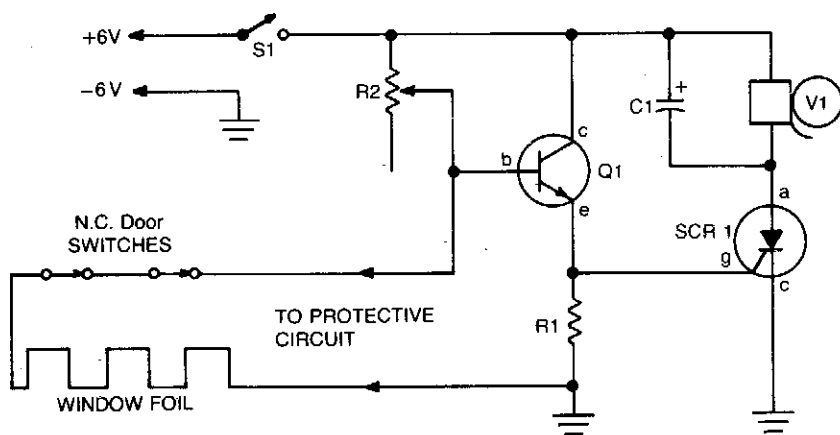 +6V
S1
-6V
R2
C1
+
V1
c
b
Q1
e
a
N.C. Door
SWITCHES
SCR 1
g
c
TO PROTECTIVE
CIRCUIT
R1
WINDOW FOIL